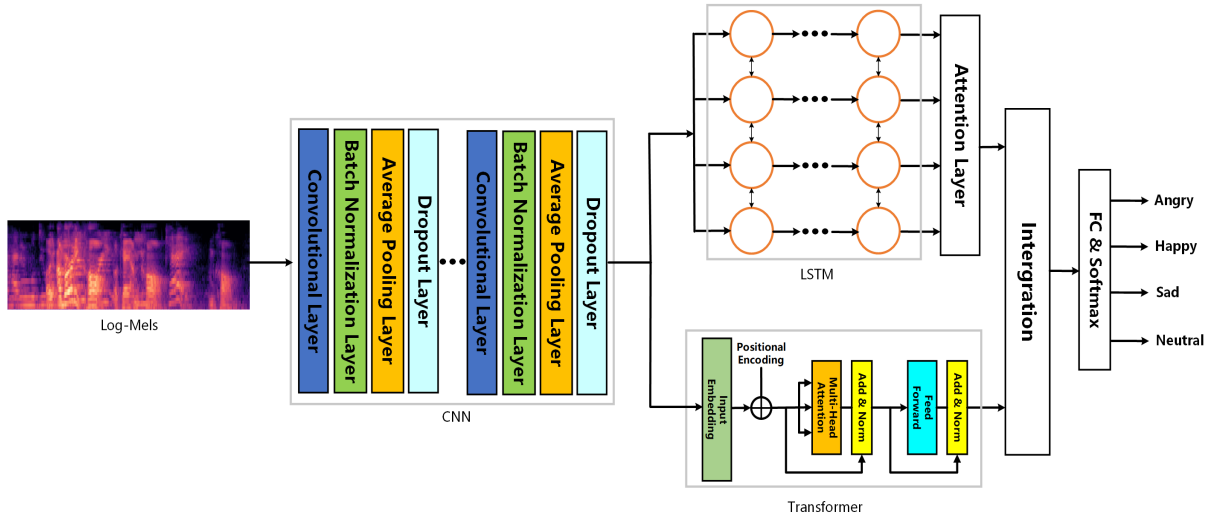 Log-Mels
Convolutional Layer
Batch Normalization Layer
Average Pooling Layer
Dropout Layer
Convolutional Layer
Batch Normalization Layer
Average Pooling Layer
Dropout Layer
CNN
LSTM
Attention Layer
Input
Embedding
Positional
Encoding
Multi-Head
Attention
Add & Norm
Feed
Forward
Add & Norm
Transformer
Intergration
FC & Softmax
Angry
Happy
Sad
Neutral